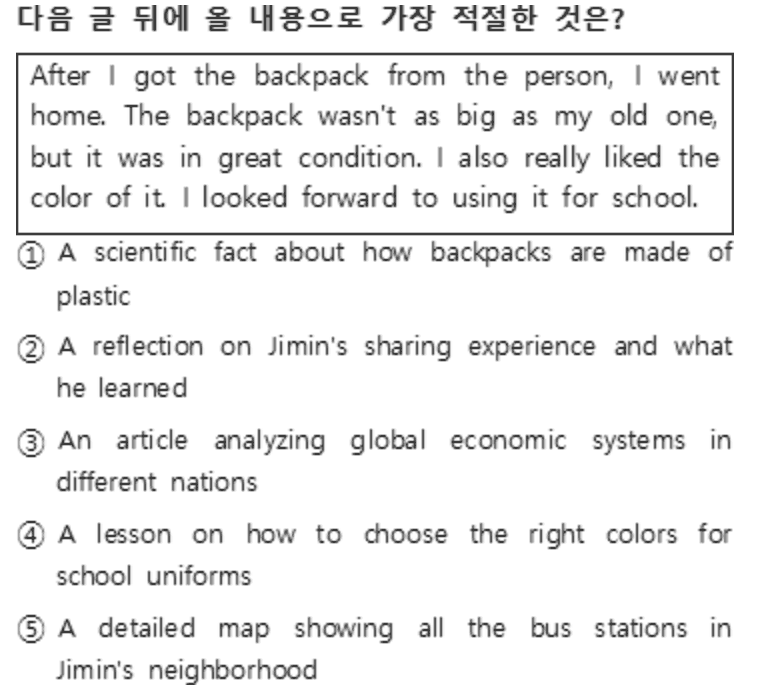 다음 글 뒤에 올 내용으로 가장 적절한 것은?
After I got the backpack from the person, I went
home. The backpack wasn't as big as my old one,
but it was in great condition. I also really liked the
color of it. I looked forward to using it for school.
① A scientific fact about how backpacks are made of
plastic
② A reflection on Jimin's sharing experience and what
he learned
③ An article analyzing global economic systems in
different nations
④ A lesson on how to choose the right colors for
school uniforms
⑤ A detailed map showing all the bus stations in
Jimin's neighborhood